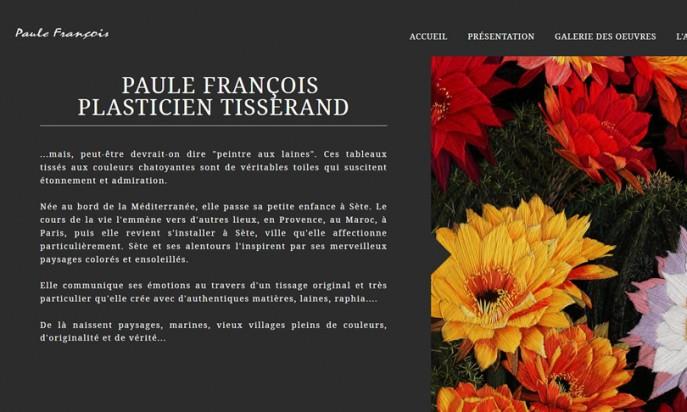 Paule François
ACCUEIL PRÉSENTATION GALERIE DES OEUVRES
PAULE FRANÇOIS
PLASTICIEN TISSERAND
...mais, peut-être devrait-on dire "peintre aux laines". Ces tableaux
tissés aux couleurs chatoyantes sont de véritables toiles qui suscitent
étonnement et admiration.
Née au bord de la Méditerranée, elle passe sa petite enfance à Sète. Le
cours de la vie l'emmène vers d'autres lieux, en Provence, au Maroc, à
Paris, puis elle revient s'installer à Sète, ville qu'elle affectionne
particulièrement. Sète et ses alentours l'inspirent par ses merveilleux
paysages colorés et ensoleillés.
Elle communique ses émotions au travers d'un tissage original et très
particulier qu'elle crée avec d'authentiques matières, laines, raphia....
De là naissent paysages, marines, vieux villages pleins de couleurs,
d'originalité et de vérité...